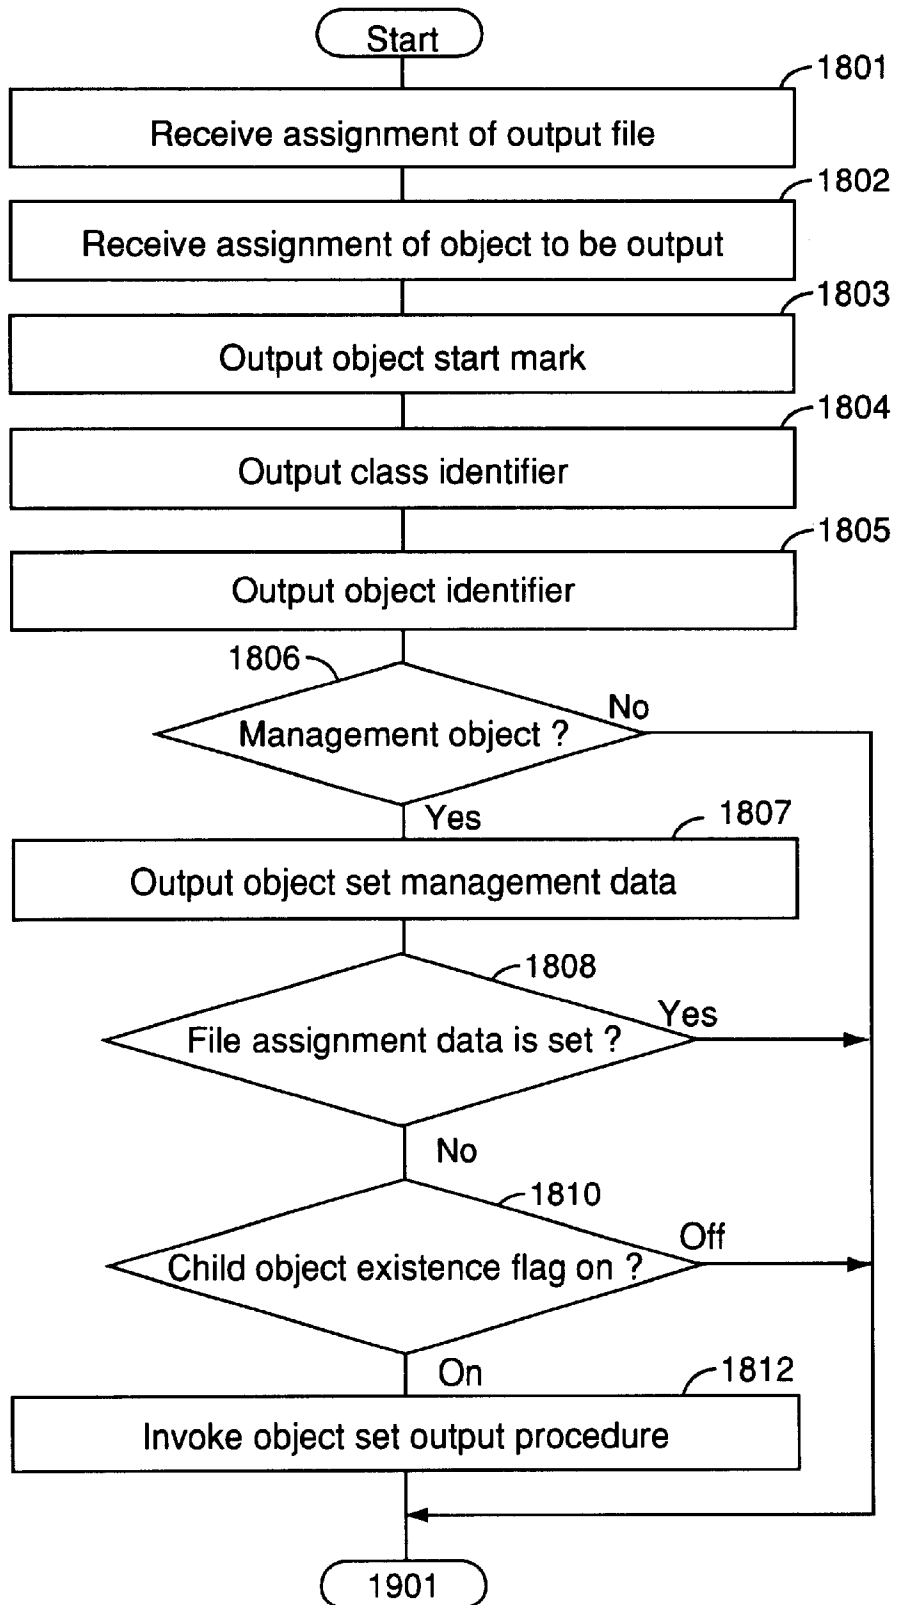 Start
1801
Receive assignment of output file
1802
Receive assignment of object to be output
1803
Output object start mark
1804
Output class identifier
1805
Output object identifier
1806
Management object ?
No
Yes
1807
Output object set management data
1808
File assignment data is set ?
Yes
No
1810
Child object existence flag on ?
Off
On
1812
Invoke object set output procedure
1901